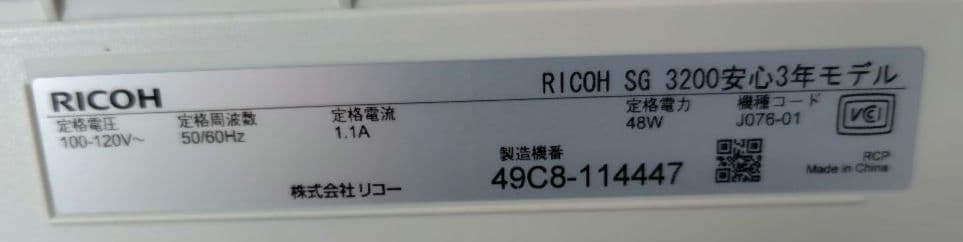 RICOH SG 3200安心3年モデル
RICOH
定格電圧 定格周波数 定格電流 定格電力 機種コード
100-120V~ 50/60Hz 1.1A 48W J076-01
VCI
製造機番
株式会社リコー 49C8-114447
RCP
Made in China